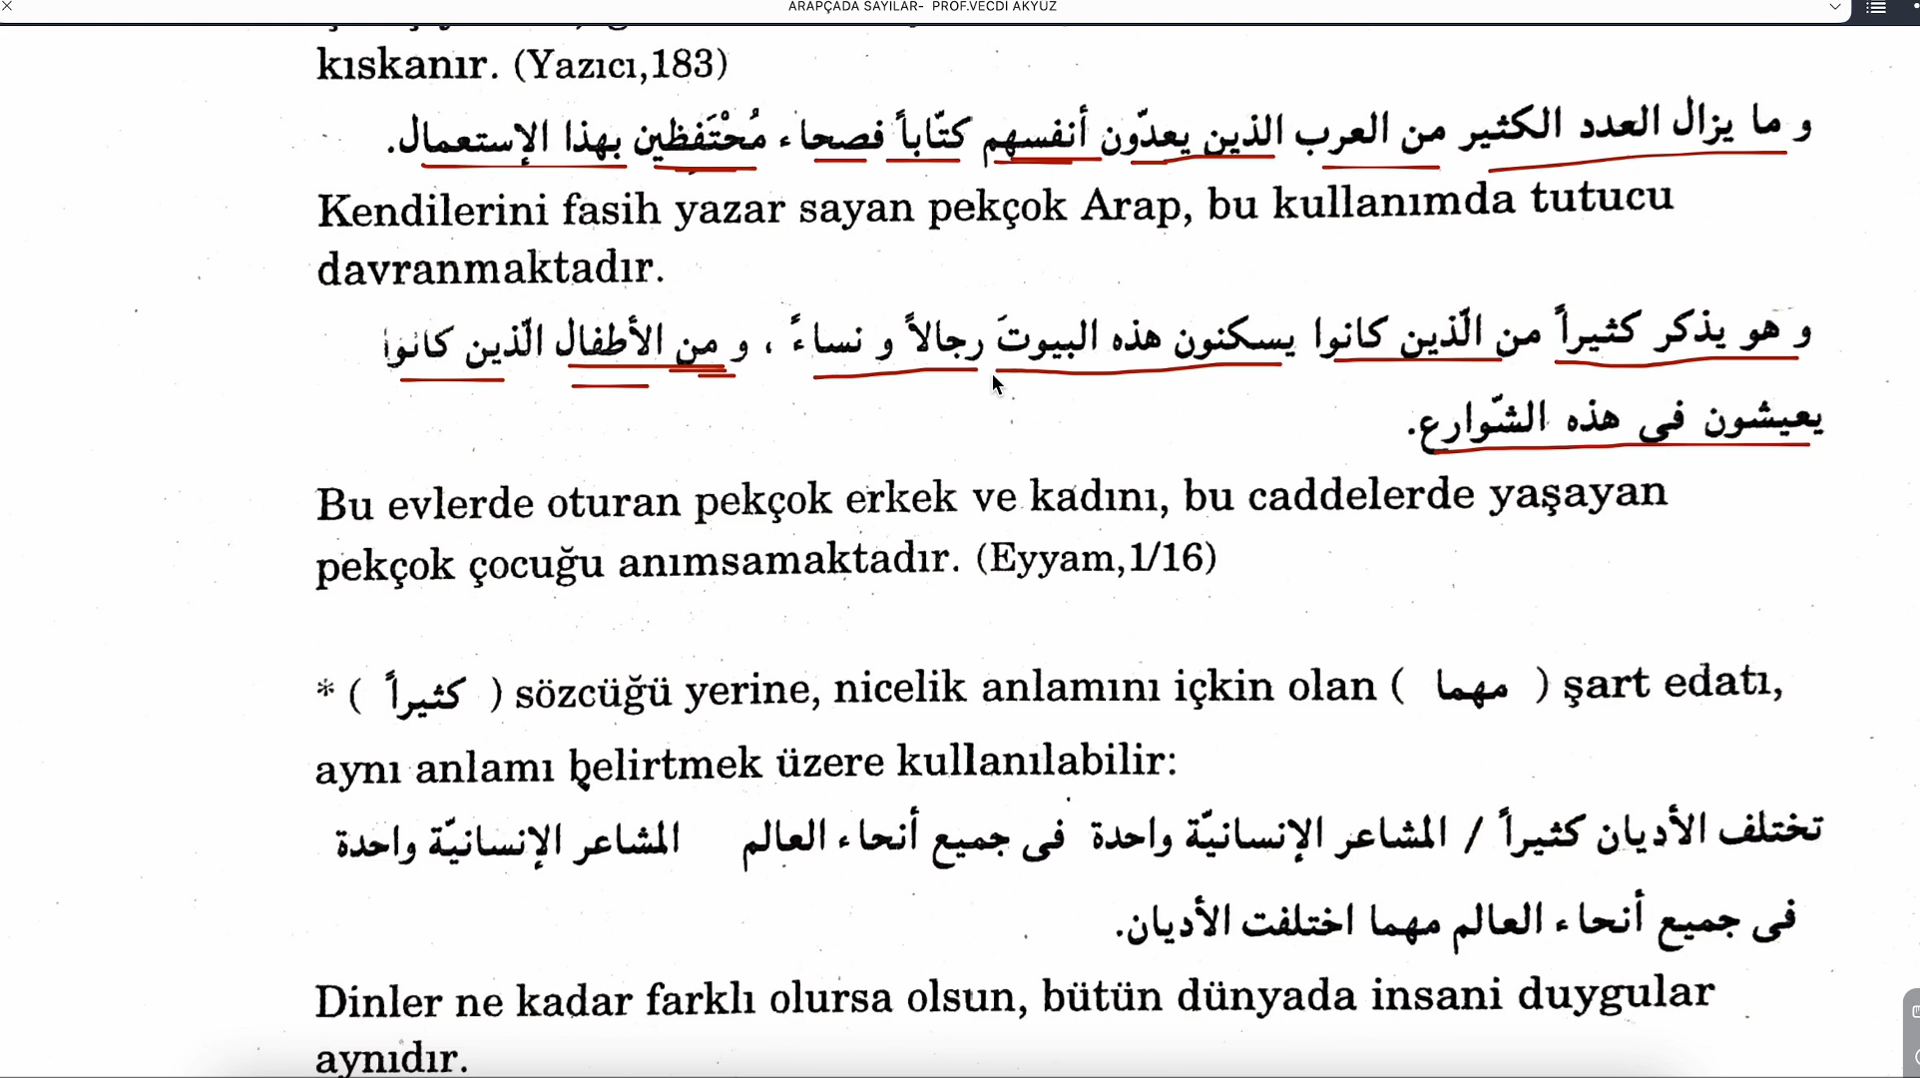 ARAPÇADA SAYILAR- PROF.VECDI AKYÜZ
kıskanır. (Yazıcı,183)
و ما يزال العدد الكثير من العرب الذين يعدّون أنفسهم كتّاباً فصحاء مُحْتَفظِين بهذا الإستعمال.
Kendilerini fasih yazar sayan pekçok Arap, bu kullanımda tutucu
davranmaktadır.
و هو يذكر كثيراً من الّذين كانوا يسكنون هذه البيوتَ رجالاً و نساءً ، و من الأطفال الّذين كانوا
يعيشون فى هذه الشّوارع.
Bu evlerde oturan pekçok erkek ve kadını, bu caddelerde yaşayan
pekçok çocuğu anımsamaktadır. (Eyyam,1/16)
* ( كثيراً ) sözcüğü yerine, nicelik anlamını içkin olan ( مهما ) şart edatı,
aynı anlamı belirtmek üzere kullanılabilir:
تختلف الأديان كثيراً / المشاعر الإنسانيّة واحدة فى جميع أنحاء العالم المشاعر الإنسانيّة واحدة
فى جميع أنحاء العالم مهما اختلفت الأديان.
Dinler ne kadar farklı olursa olsun, bütün dünyada insani duygular
aynıdır.